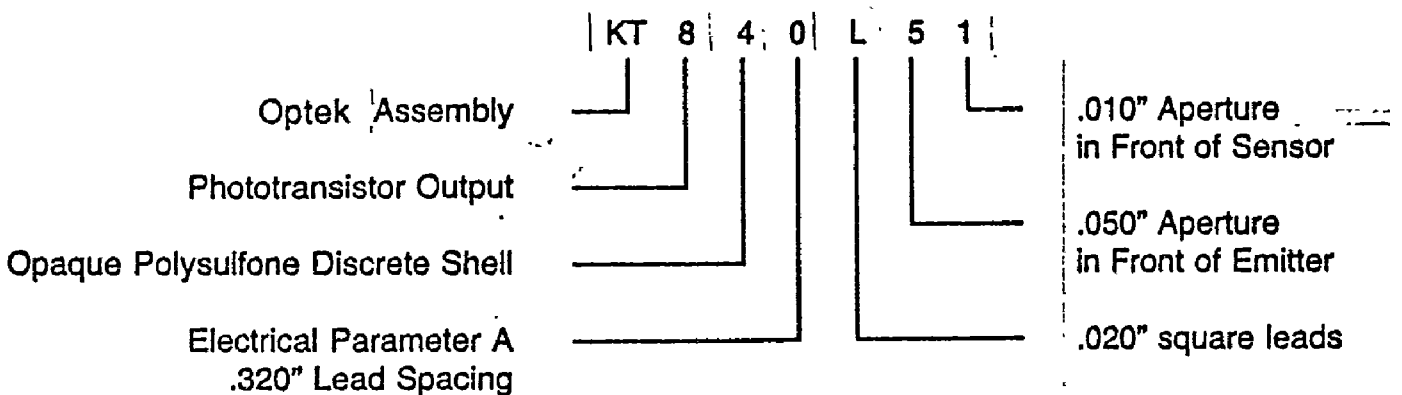 KT 8 4 0 L 5 1
Optek Assembly
Phototransistor Output
Opaque Polysulfone Discrete Shell
Electrical Parameter A
.320" Lead Spacing
.010" Aperture
in Front of Sensor
.050" Aperture
in Front of Emitter
.020" square leads